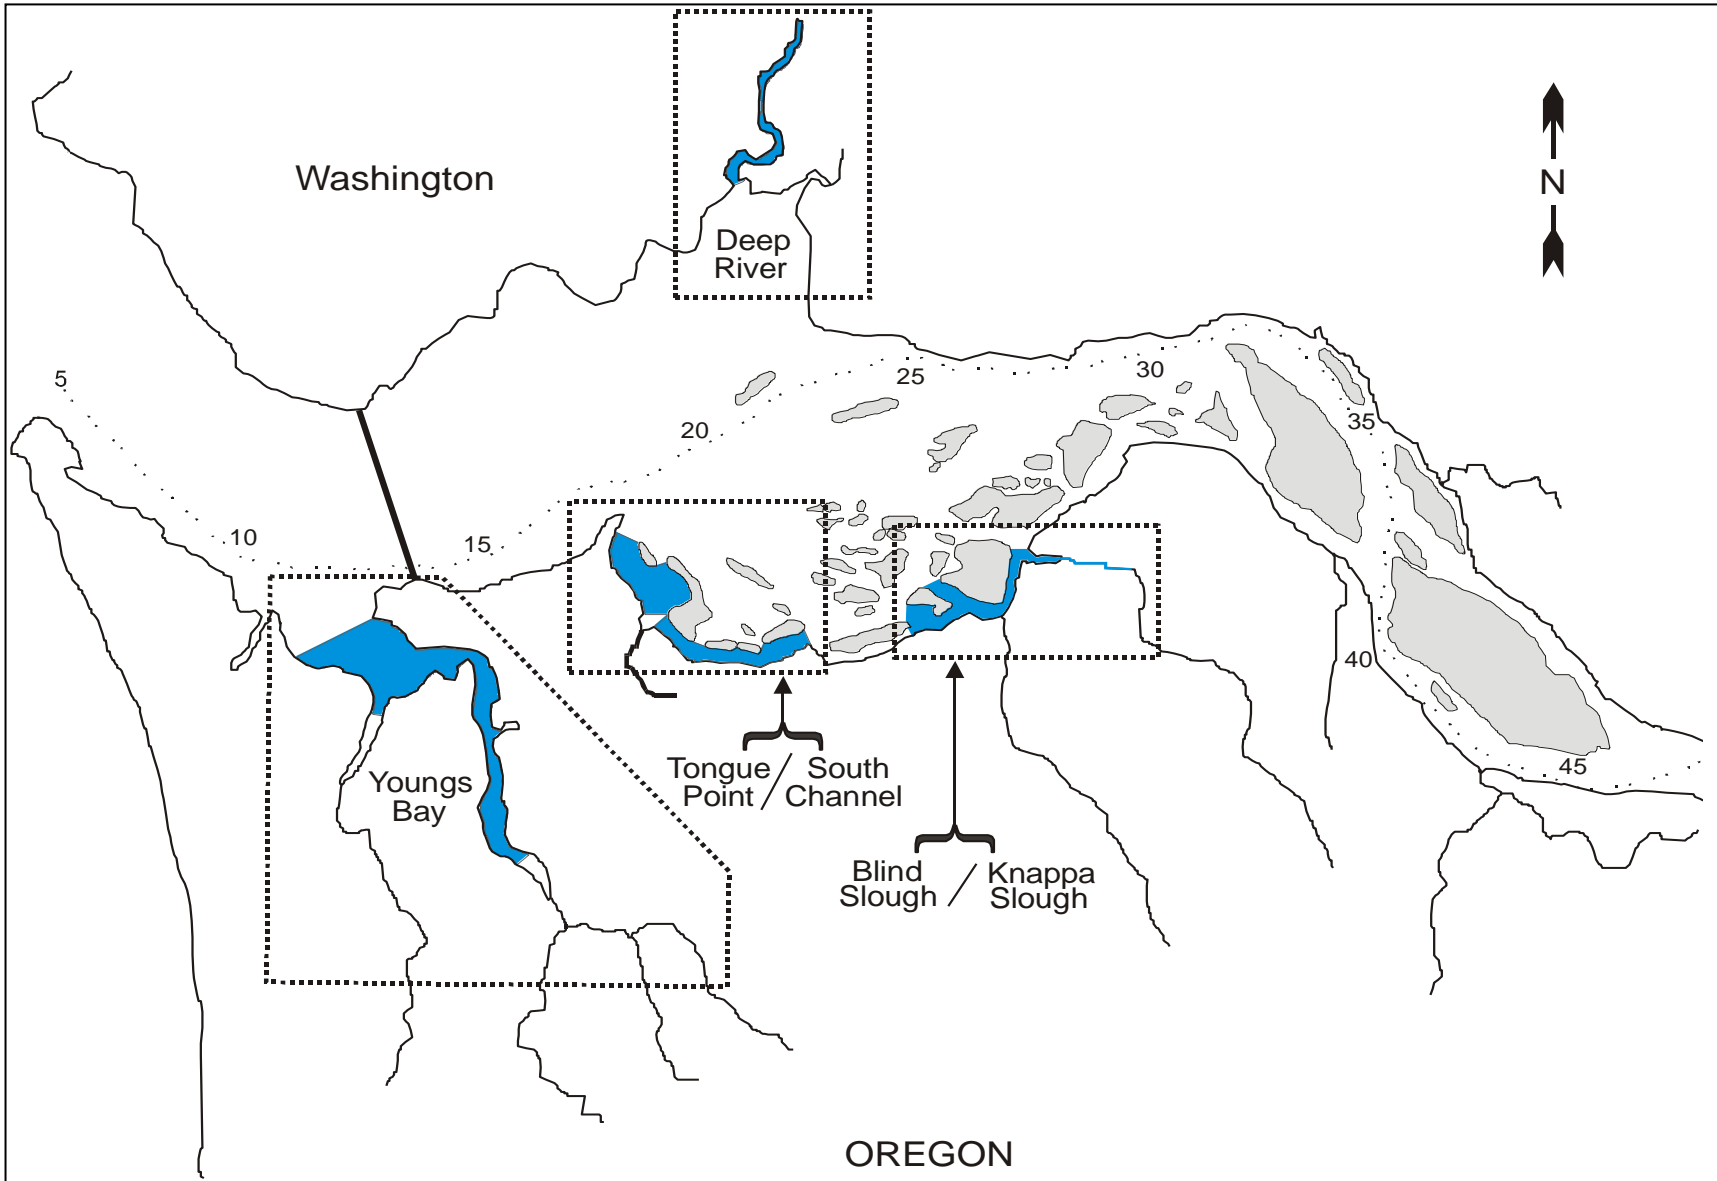 Washington
N
Deep
River
5
25
30
35
20
10
15
40
45
Tongue / South
Point / Channel
Youngs
Bay
Blind / Knappa
Slough / Slough
OREGON